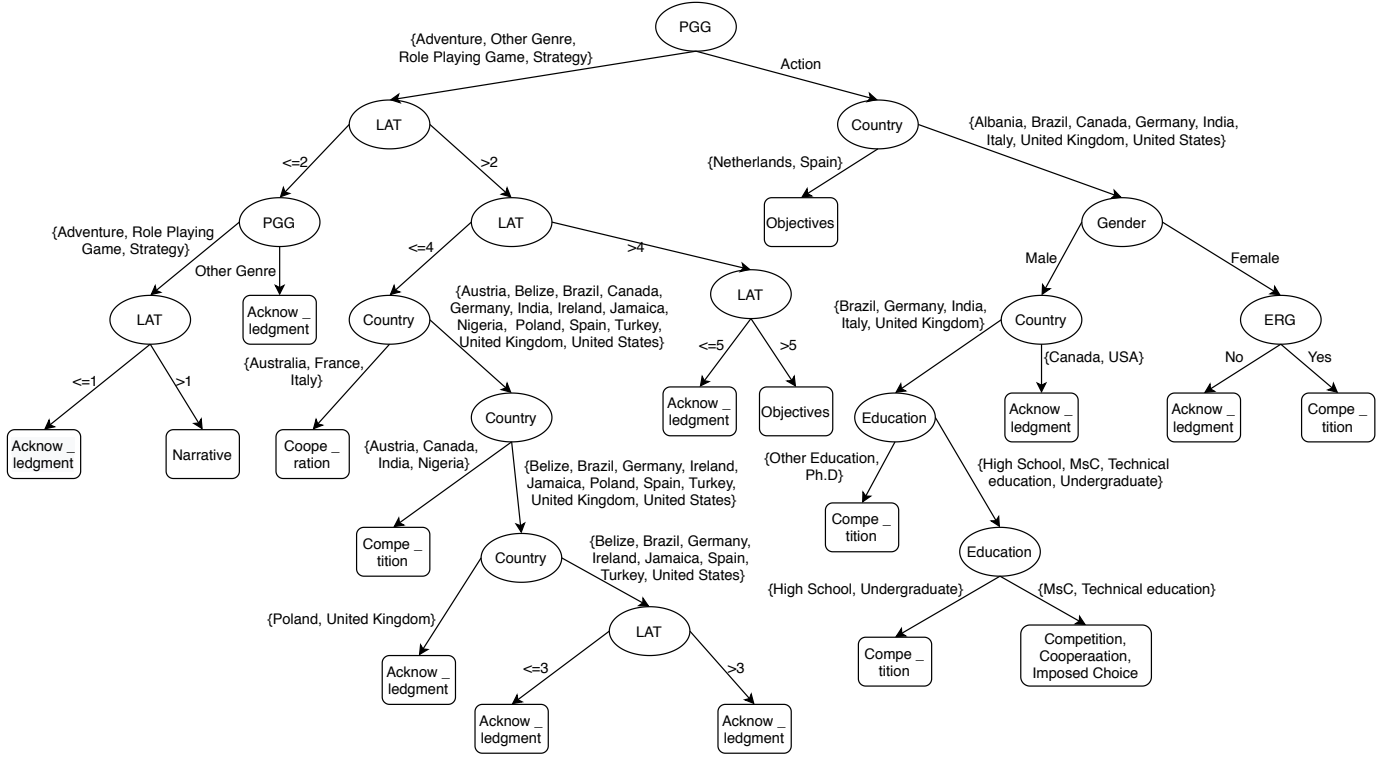 PGG
{Adventure, Other Genre,
Role Playing Game, Strategy}
Action
LAT
Country
{Albania, Brazil, Canada, Germany, India,
Italy, United Kingdom, United States}
<=2
>2
{Netherlands, Spain}
PGG
LAT
Objectives
Gender
{Adventure, Role Playing
Game, Strategy}
Other Genre
<=4
>4
Male
Female
LAT
Acknow _
ledgment
Country
{Austria, Belize, Brazil, Canada,
Germany, India, Ireland, Jamaica,
Nigeria, Poland, Spain, Turkey,
United Kingdom, United States}
LAT
{Brazil, Germany, India,
Italy, United Kingdom}
Country
ERG
<=1
>1
{Australia, France,
Italy}
<=5
>5
{Canada, USA}
No
Yes
Acknow _
ledgment
Narrative
Coope _
ration
Country
Acknow _
ledgment
Objectives
Education
Acknow _
ledgment
Acknow _
ledgment
Compe _
tition
{Austria, Canada,
India, Nigeria}
{Belize, Brazil, Germany, Ireland,
Jamaica, Poland, Spain, Turkey,
United Kingdom, United States}
{Other Education,
Ph.D}
{High School, MsC, Technical
education, Undergraduate}
Compe _
tition
Country
{Belize, Brazil, Germany,
Ireland, Jamaica, Spain,
Turkey, United States}
Compe _
tition
Education
{Poland, United Kingdom}
LAT
{High School, Undergraduate}
{MsC, Technical education}
Acknow _
ledgment
<=3
>3
Compe _
tition
Competition,
Cooperaation,
Imposed Choice
Acknow _
ledgment
Acknow _
ledgment